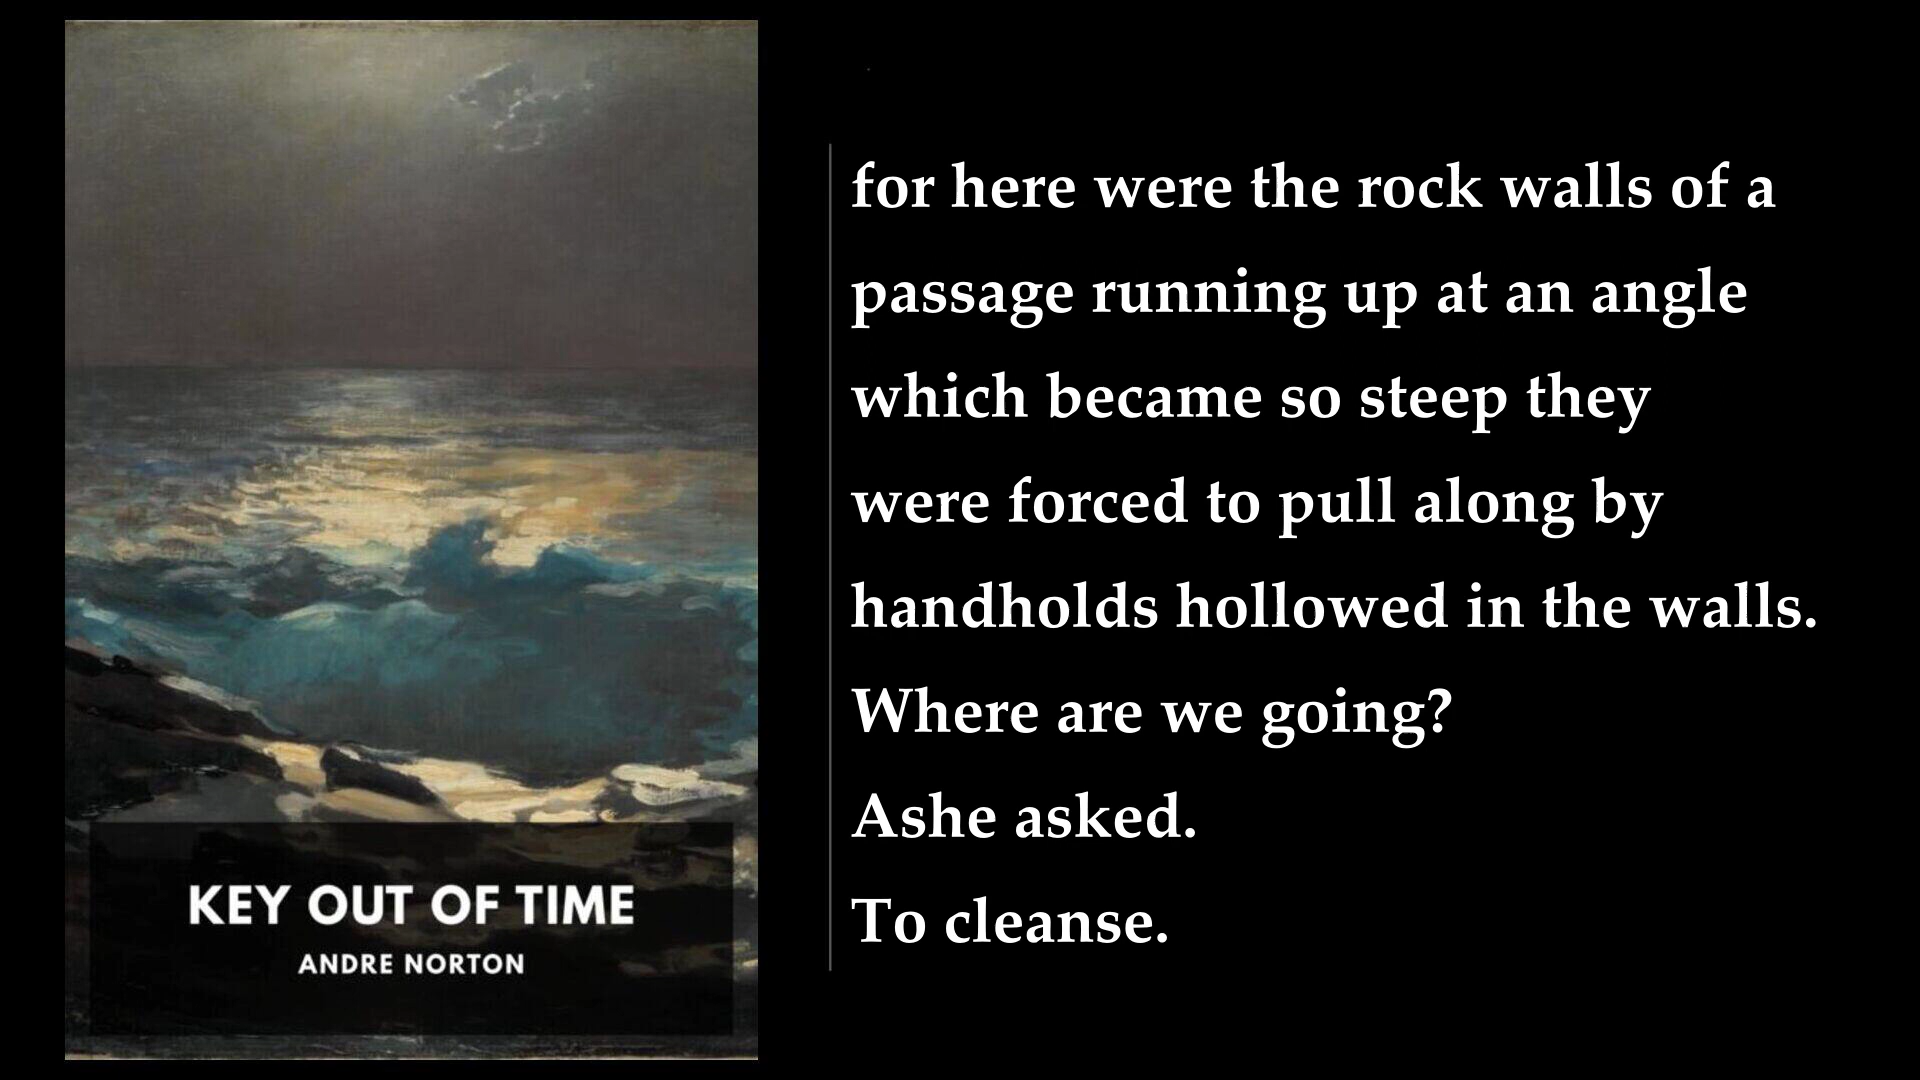 for here were the rock walls of a
passage running up at an angle
which became so steep they
were forced to pull along by
handholds hollowed in the walls.
Where are we going?
Ashe asked.
To cleanse.
KEY OUT OF TIME
ANDRE NORTON